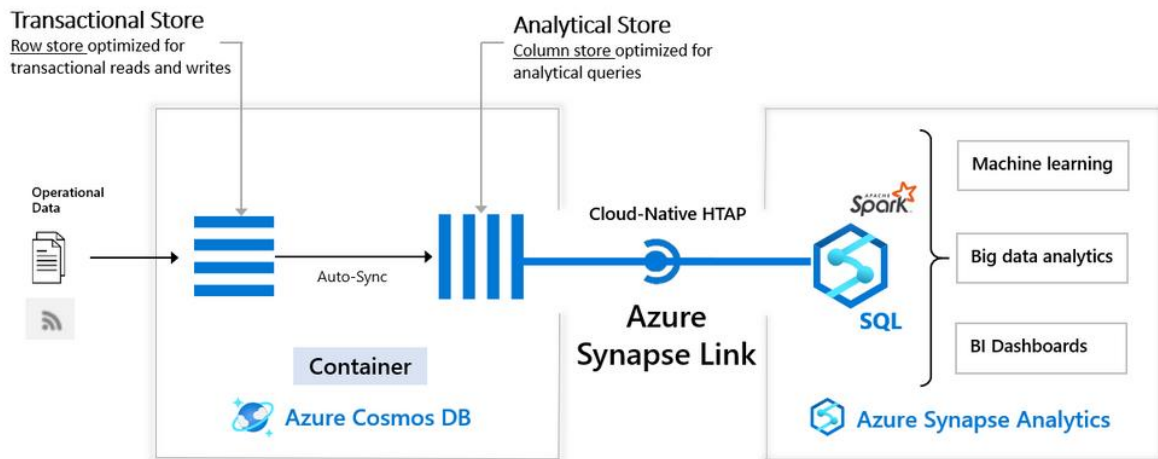 Transactional Store
Row store optimized for
transactional reads and writes
Analytical Store
Column store optimized for
analytical queries
Operational
Data
Auto-Sync
Container
Azure Cosmos DB
Cloud-Native HTAP
Azure
Synapse Link
APACHE
Spark
SQL
Machine learning
Big data analytics
BI Dashboards
Azure Synapse Analytics